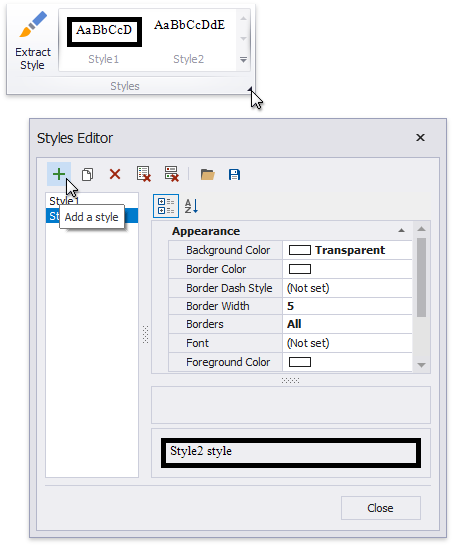 Extract
Style
AaBbCcD
AaBbCcDdE
Style1
Style2
Styles
Styles Editor
Style1
St
Add a style
Appearance
Background Color Transparent
Border Color
Border Dash Style (Not set)
Border Width 5
Borders All
Font (Not set)
Foreground Color
Style2 style
Close